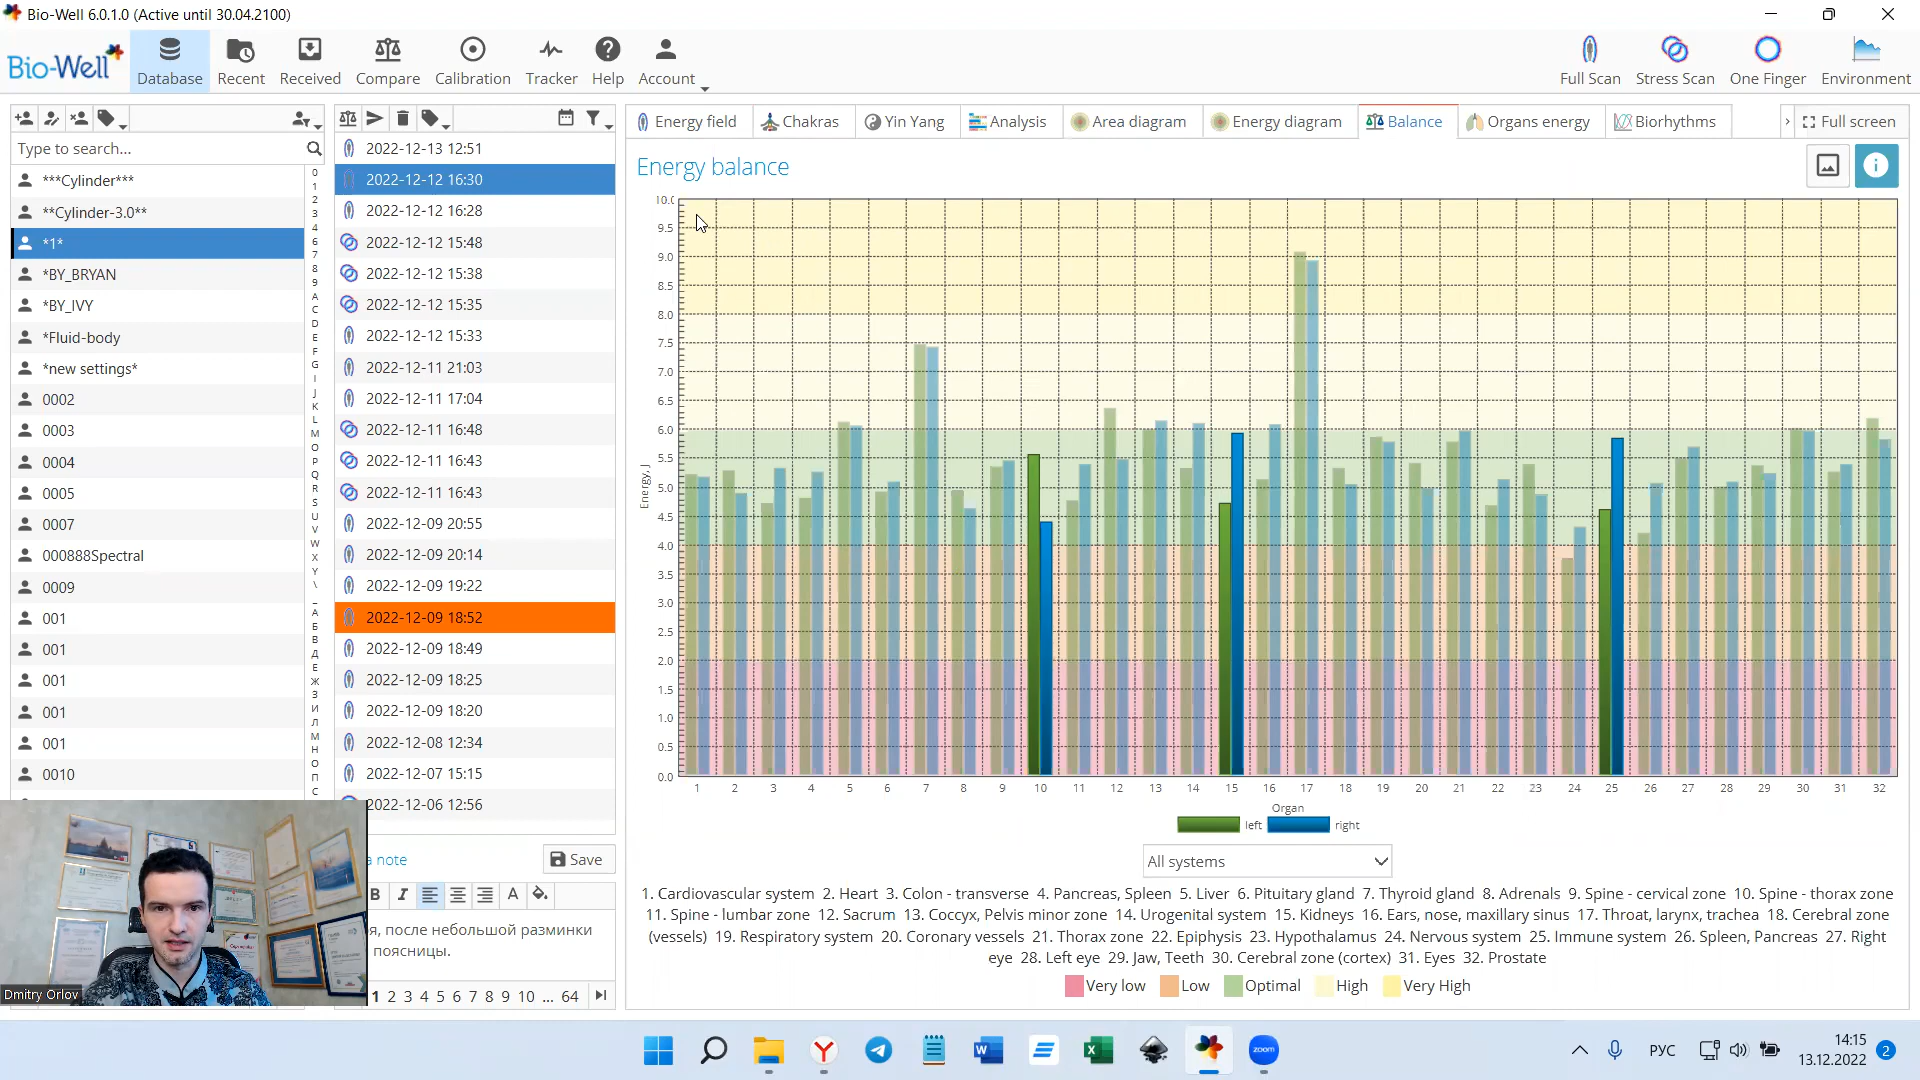 Bio-Well 6.0.1.0 (Active until 30.04.2100)
Bio-Well
Database Recent Received Compare Calibration Tracker Help Account Full Scan Stress Scan One Finger Environment
Type to search...
***Cylinder***
**Cylinder-3.0**
*1*
*BY_BRYAN
*BY_IVY
*Fluid-body
*new settings*
0002
0003
0004
0005
0007
000888Spectral
0009
001
001
001
001
001
0010
0
1
2
3
4
6
7
8
9
A
C
D
E
F
G
I
J
K
L
M
O
P
Q
R
S
U
V
W
X
Y
\
_
А
Б
В
Д
Е
Ж
З
И
Л
М
Н
О
П
С
2022-12-13 12:51
2022-12-12 16:30
2022-12-12 16:28
2022-12-12 15:48
2022-12-12 15:38
2022-12-12 15:35
2022-12-12 15:33
2022-12-11 21:03
2022-12-11 17:04
2022-12-11 16:48
2022-12-11 16:43
2022-12-11 16:43
2022-12-09 20:55
2022-12-09 20:14
2022-12-09 19:22
2022-12-09 18:52
2022-12-09 18:49
2022-12-09 18:25
2022-12-09 18:20
2022-12-08 12:34
2022-12-07 15:15
2022-12-06 12:56
a note Save
B I A
я, после небольшой разминки
поясницы.
1 2 3 4 5 6 7 8 9 10 ... 64
Dmitry Orlov
Energy field Chakras Yin Yang Analysis Area diagram Energy diagram Balance Organs energy Biorhythms Full screen
Energy balance
10.0
9.5
9.0
8.5
8.0
7.5
7.0
6.5
6.0
5.5
5.0
4.5
4.0
3.5
3.0
2.5
2.0
1.5
1.0
0.5
0.0
Energy, J
1 2 3 4 5 6 7 8 9 10 11 12 13 14 15 16 17 18 19 20 21 22 23 24 25 26 27 28 29 30 31 32
Organ
left right
All systems
1. Cardiovascular system 2. Heart 3. Colon - transverse 4. Pancreas, Spleen 5. Liver 6. Pituitary gland 7. Thyroid gland 8. Adrenals 9. Spine - cervical zone 10. Spine - thorax zone
11. Spine - lumbar zone 12. Sacrum 13. Coccyx, Pelvis minor zone 14. Urogenital system 15. Kidneys 16. Ears, nose, maxillary sinus 17. Throat, larynx, trachea 18. Cerebral zone
(vessels) 19. Respiratory system 20. Coronary vessels 21. Thorax zone 22. Epiphysis 23. Hypothalamus 24. Nervous system 25. Immune system 26. Spleen, Pancreas 27. Right
eye 28. Left eye 29. Jaw, Teeth 30. Cerebral zone (cortex) 31. Eyes 32. Prostate
Very low Low Optimal High Very High
zoom
РУС
14:15
13.12.2022
2